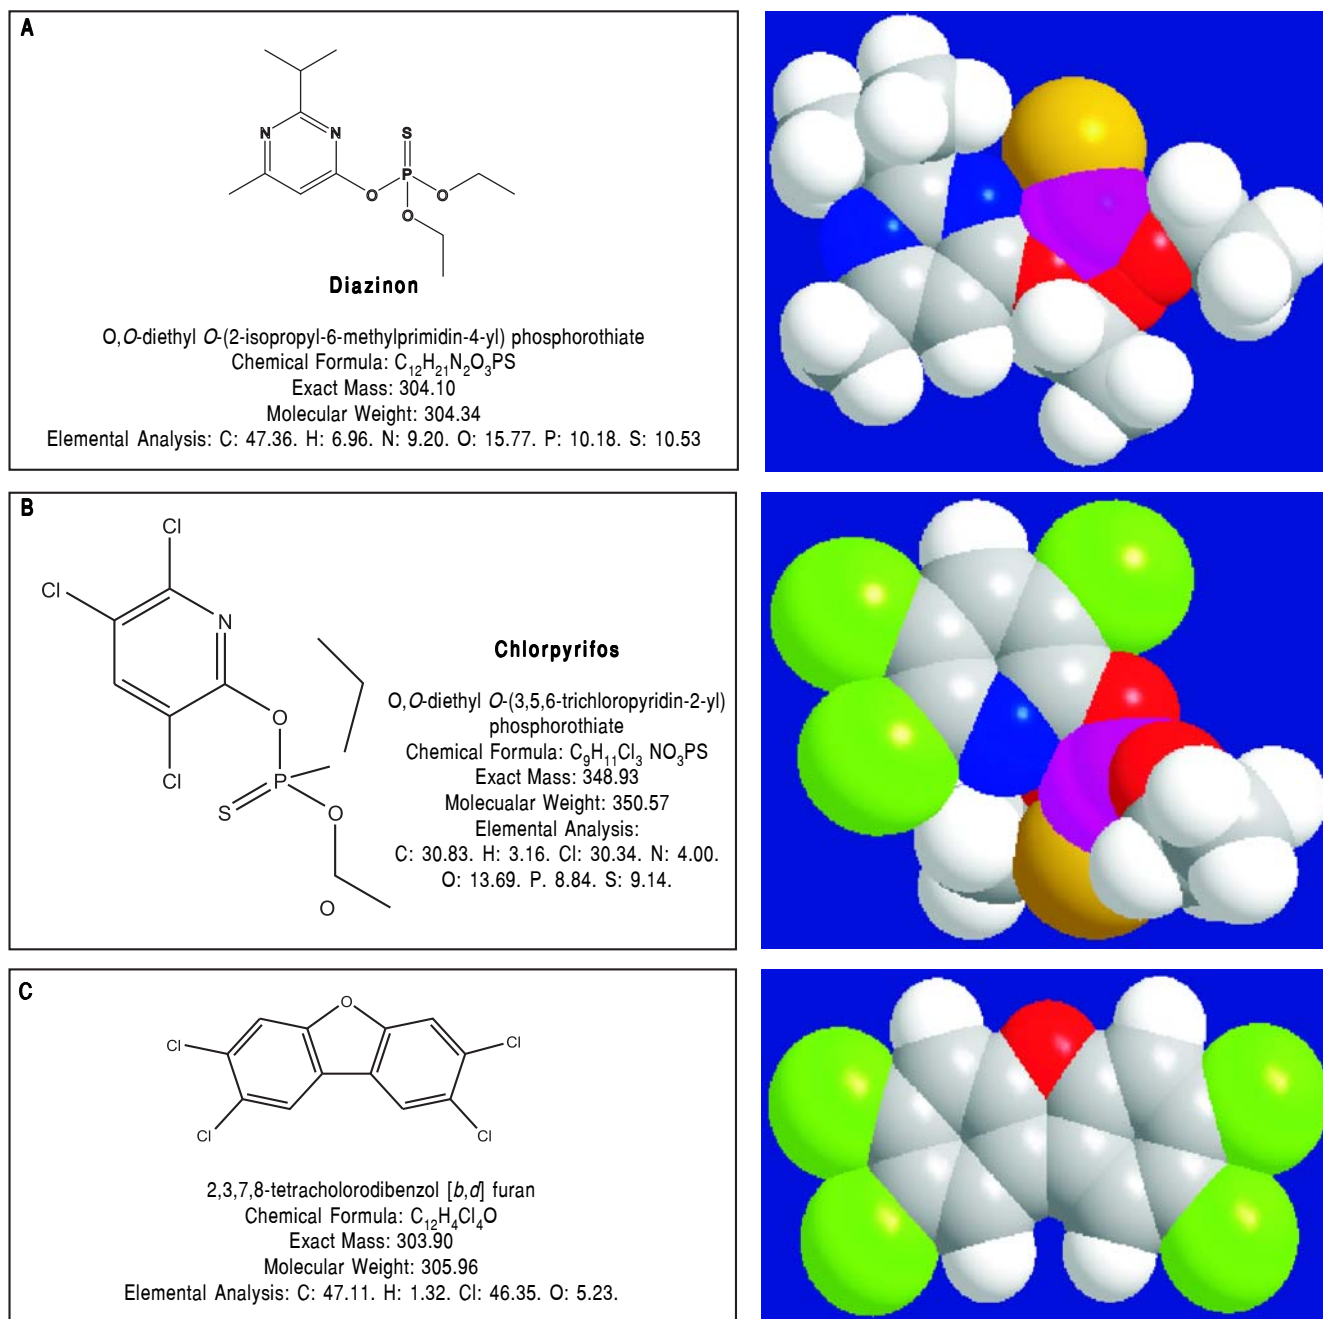 A
N
N
S
O
P
O
O
Diazinon
O,O-diethyl O-(2-isopropyl-6-methylprimidin-4-yl) phosphorothiate
Chemical Formula: C12H21N2O3PS
Exact Mass: 304.10
Molecular Weight: 304.34
Elemental Analysis: C: 47.36. H: 6.96. N: 9.20. O: 15.77. P: 10.18. S: 10.53
B
Cl
Cl
N
O
Cl
P
S
O
O
Chlorpyrifos
O,O-diethyl O-(3,5,6-trichloropyridin-2-yl)
phosphorothiate
Chemical Formula: C9H11Cl3 NO3PS
Exact Mass: 348.93
Molecualar Weight: 350.57
Elemental Analysis:
C: 30.83. H: 3.16. Cl: 30.34. N: 4.00.
O: 13.69. P. 8.84. S: 9.14.
C
O
Cl
Cl
Cl
Cl
2,3,7,8-tetracholorodibenzol [b,d] furan
Chemical Formula: C12H4Cl4O
Exact Mass: 303.90
Molecular Weight: 305.96
Elemental Analysis: C: 47.11. H: 1.32. Cl: 46.35. O: 5.23.